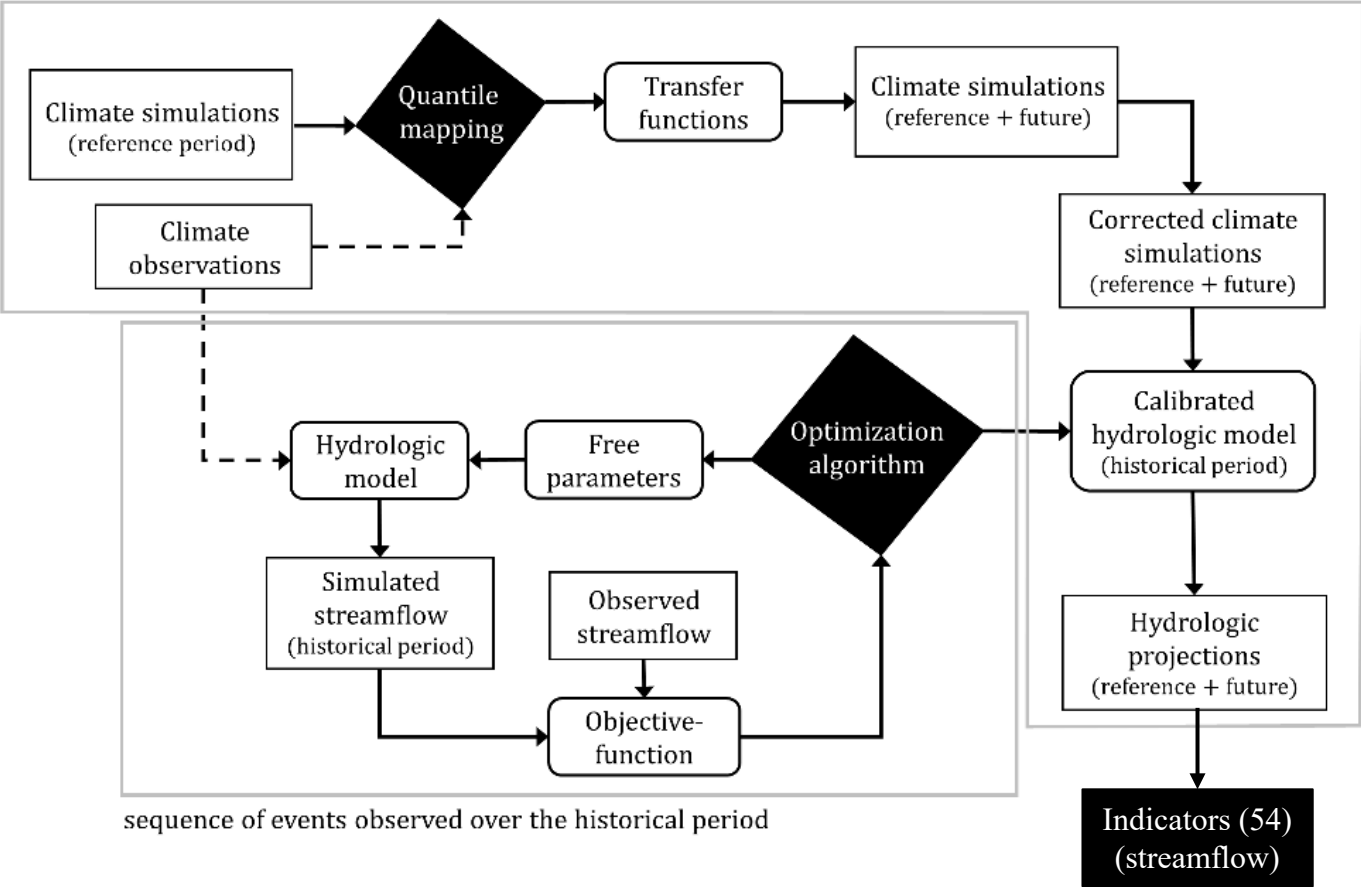 Climate simulations
(reference period)
Quantile
mapping
Transfer
functions
Climate simulations
(reference + future)
Climate
observations
Corrected climate
simulations
(reference + future)
Hydrologic
model
Free
parameters
Optimization
algorithm
Calibrated
hydrologic model
(historical period)
Simulated
streamflow
(historical period)
Observed
streamflow
Objective-
function
Hydrologic
projections
(reference + future)
sequence of events observed over the historical period
Indicators (54)
(streamflow)